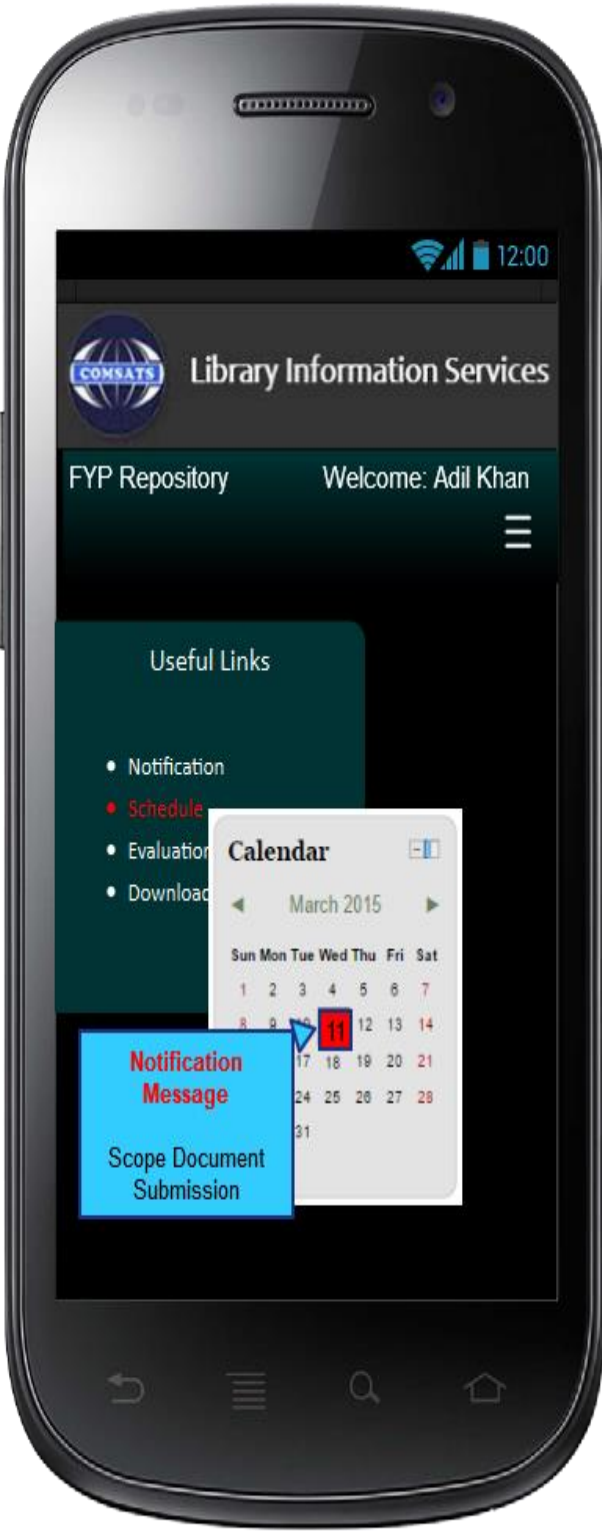 12:00
COMSATS
Library Information Services
FYP Repository
Welcome: Adil Khan
Useful Links
• Notification
• Schedule
• Evaluation
• Download
Calendar
March 2015
Sun Mon Tue Wed Thu Fri Sat
1 2 3 4 5 6 7
8 9 10 11 12 13 14
17 18 19 20 21
24 25 26 27 28
31
Notification
Message
Scope Document
Submission